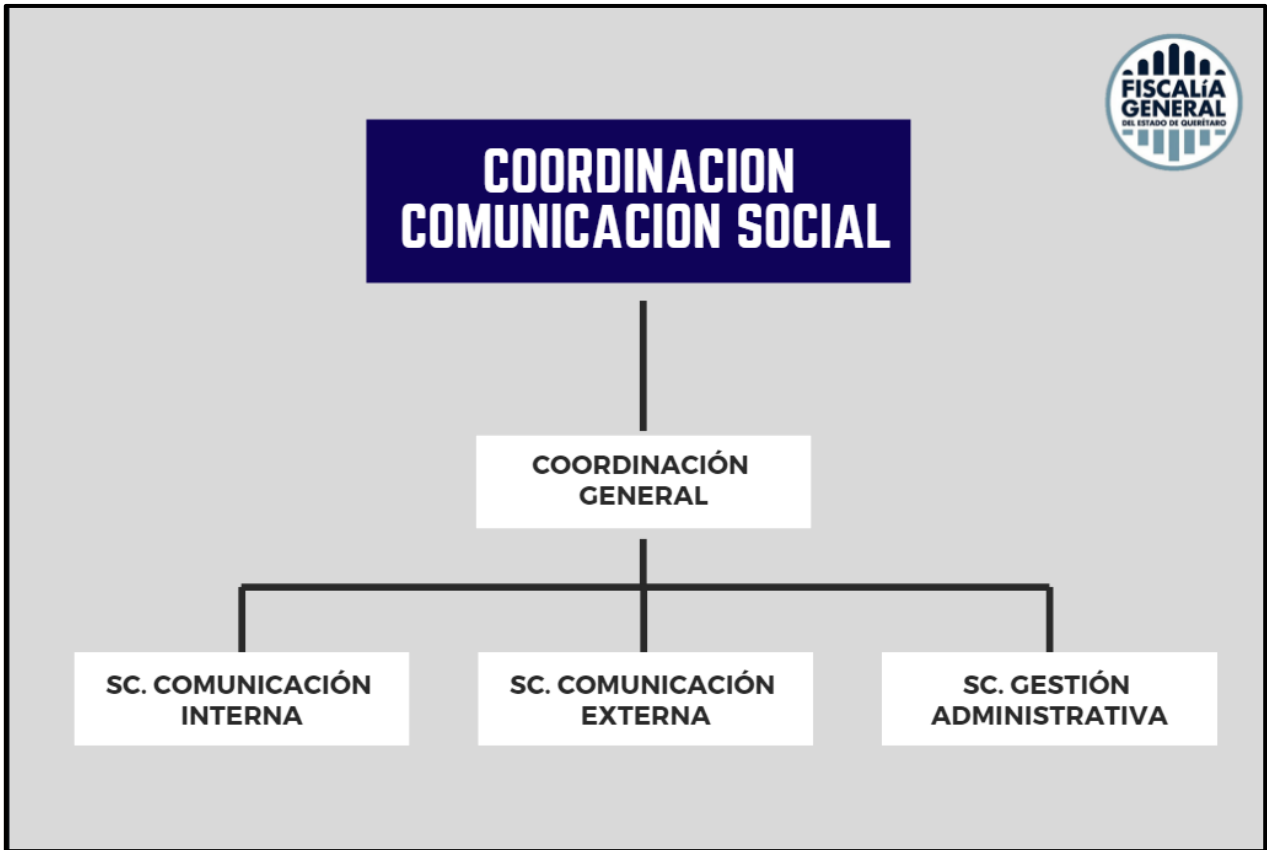 FISCALÍA
GENERAL
DEL ESTADO DE QUERÉTARO
COORDINACION
COMUNICACION SOCIAL
COORDINACIÓN
GENERAL
SC. COMUNICACIÓN
INTERNA
SC. COMUNICACIÓN
EXTERNA
SC. GESTIÓN
ADMINISTRATIVA